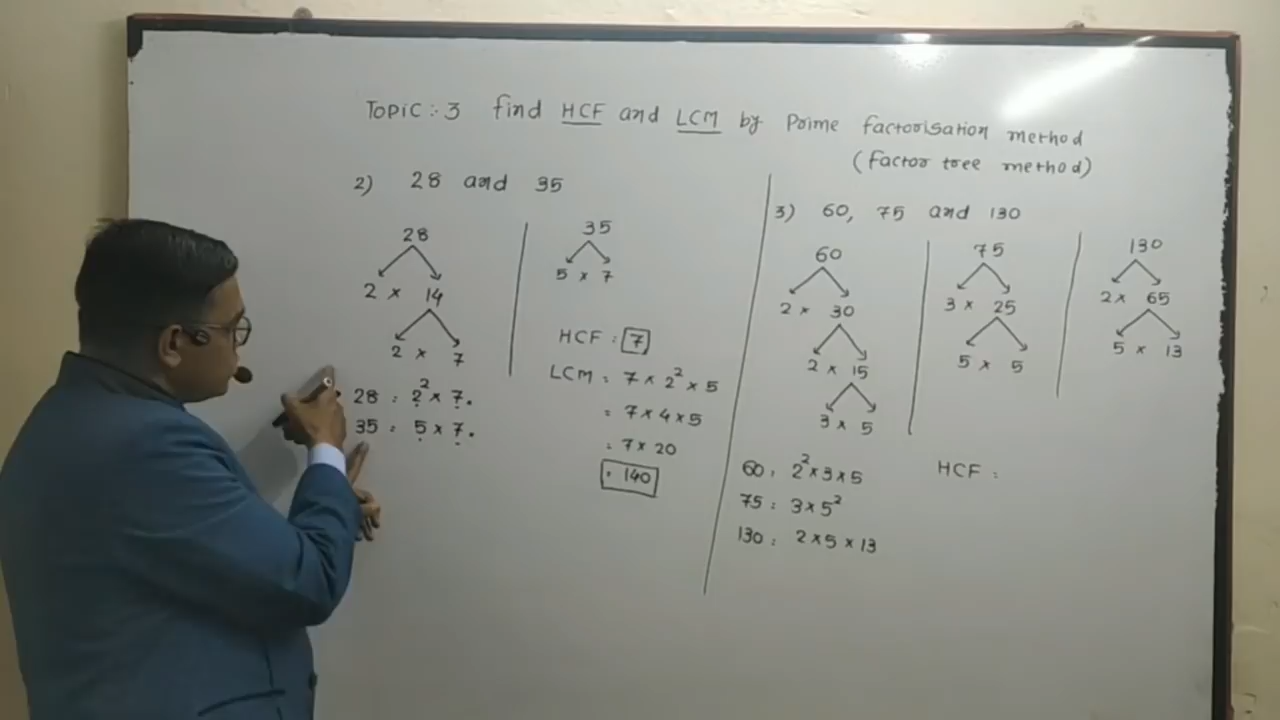 TOPIC : 3 find HCF and LCM by Prime factorisation method
(factor tree method)
2) 28 and 35
28
2 × 14
2 × 7
28 : 2² × 7.
35 : 5 × 7.
35
5 × 7
HCF : 7
LCM : 7 × 2² × 5
: 7 × 4 × 5
: 7 × 20
: 140
3) 60, 75 and 130
60
2 × 30
2 × 15
3 × 5
75
3 × 25
5 × 5
130
2 × 65
5 × 13
60 : 2² × 3 × 5
75 : 3 × 5²
130 : 2 × 5 × 13
HCF :